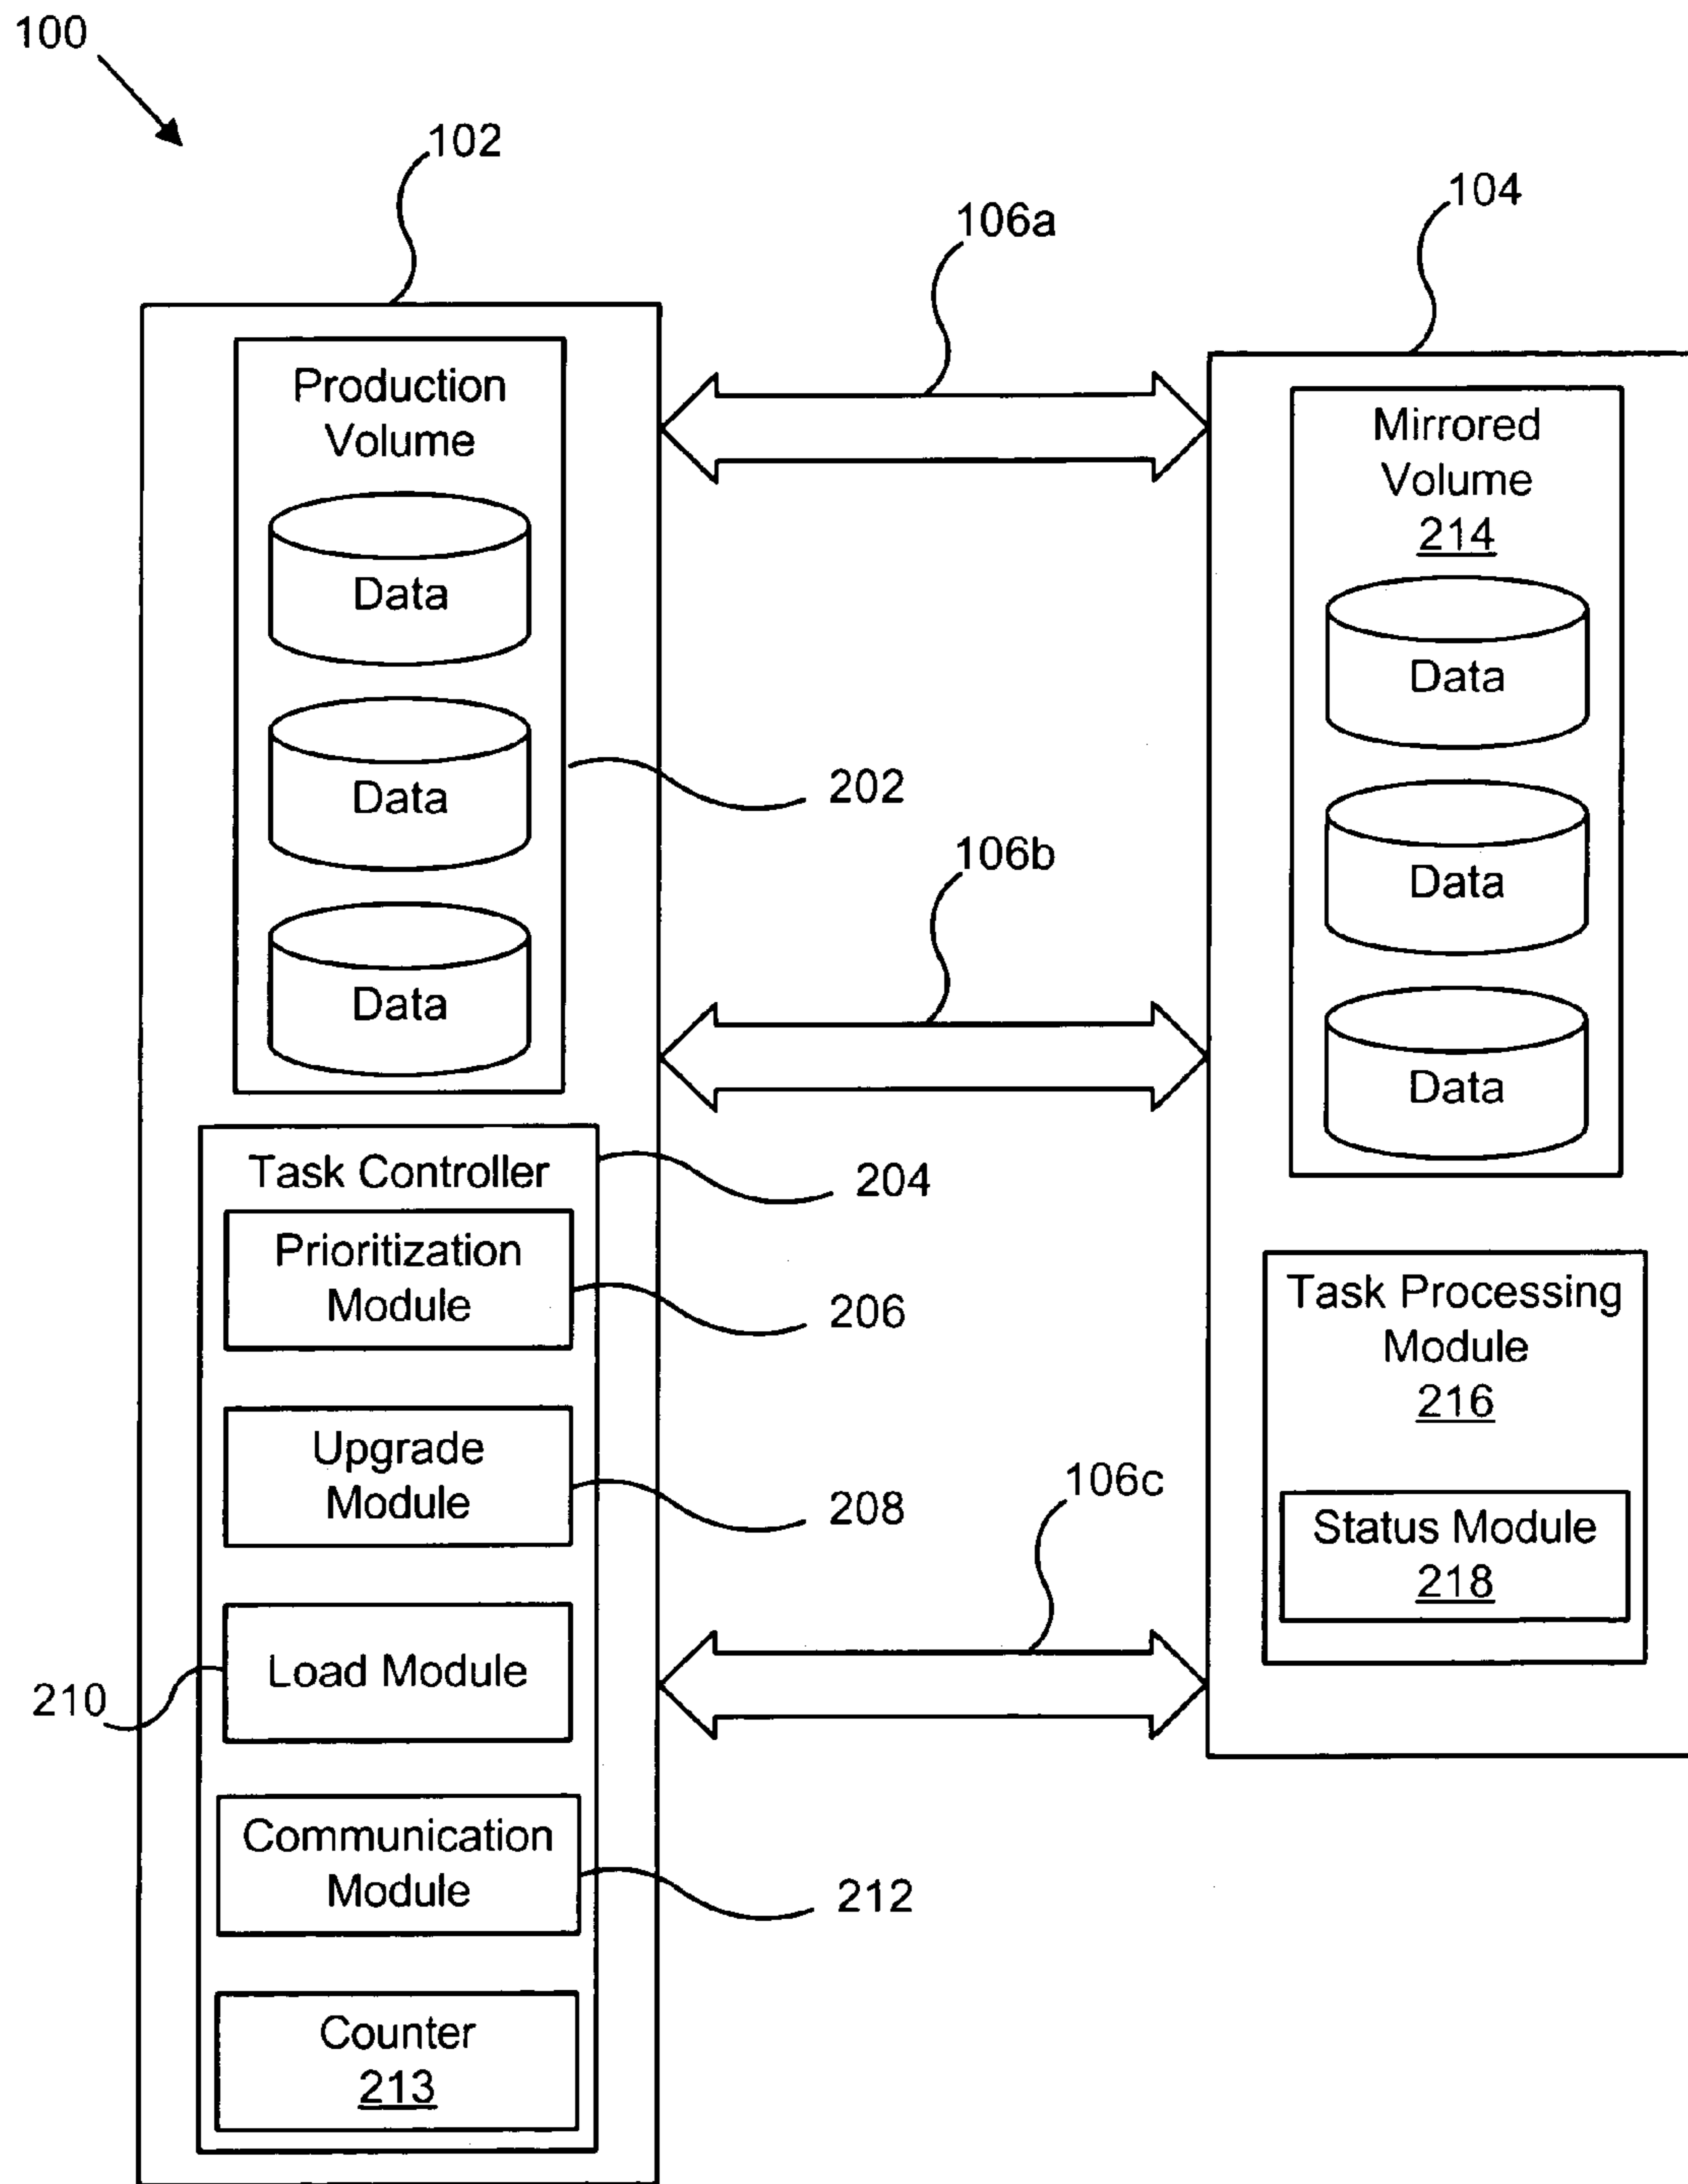 100
102
104
106a
Production
Volume
Data
Data
Data
202
Mirrored
Volume
214
Data
Data
Data
106b
Task Controller
204
Prioritization
Module
206
Upgrade
Module
208
Load Module
210
Communication
Module
212
Counter
213
106c
Task Processing
Module
216
Status Module
218